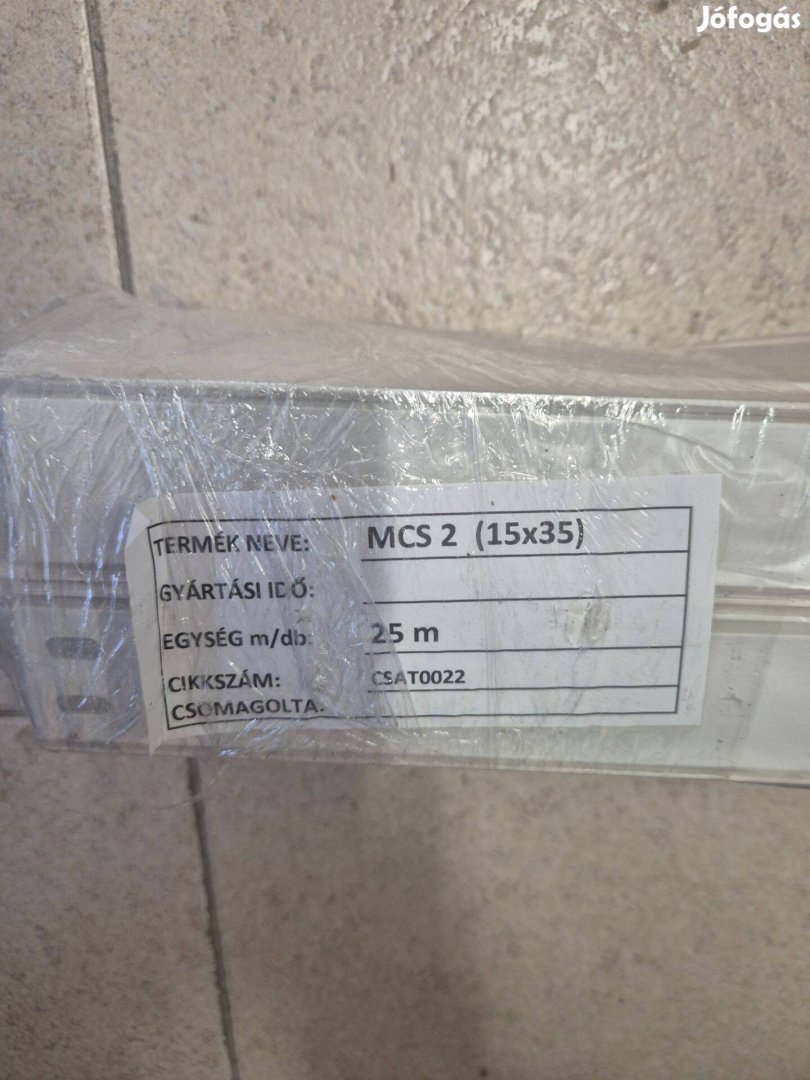 Jófogás
TERMÉK NEVE: MCS 2 (15x35)
GYÁRTÁSI IDŐ:
EGYSÉG m/db: 25 m
CIKKSZÁM: CSAT0022
CSOMAGOLTA: